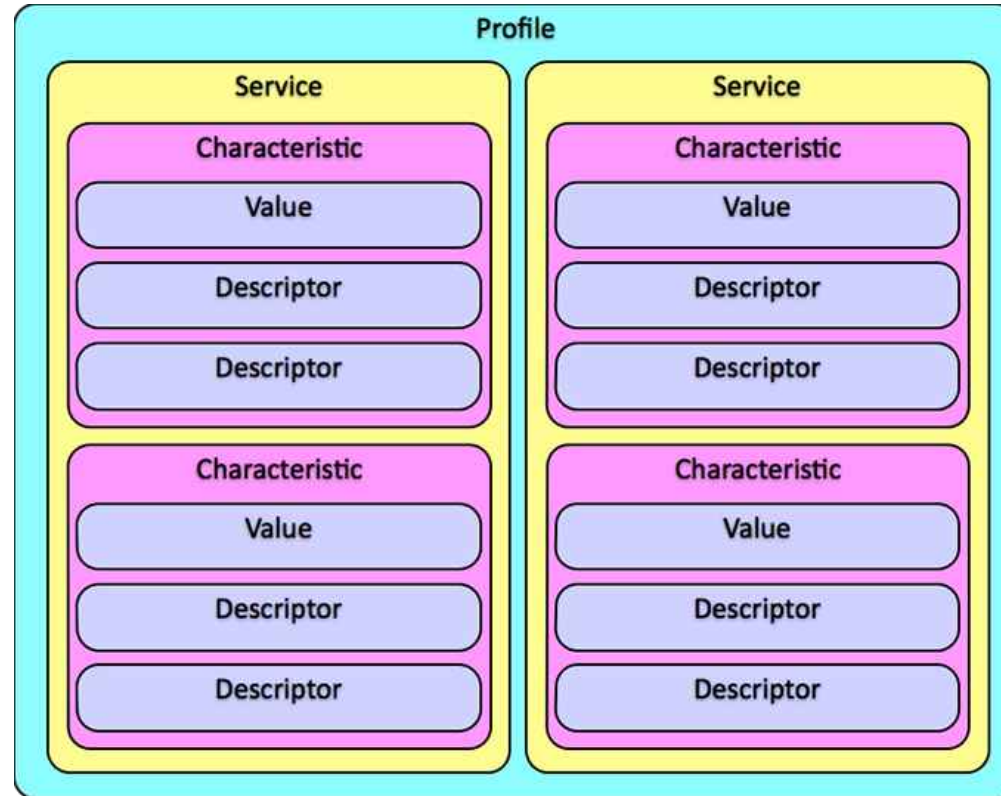 Profile
Service
Characteristic
Value
Descriptor
Descriptor
Characteristic
Value
Descriptor
Descriptor
Service
Characteristic
Value
Descriptor
Descriptor
Characteristic
Value
Descriptor
Descriptor